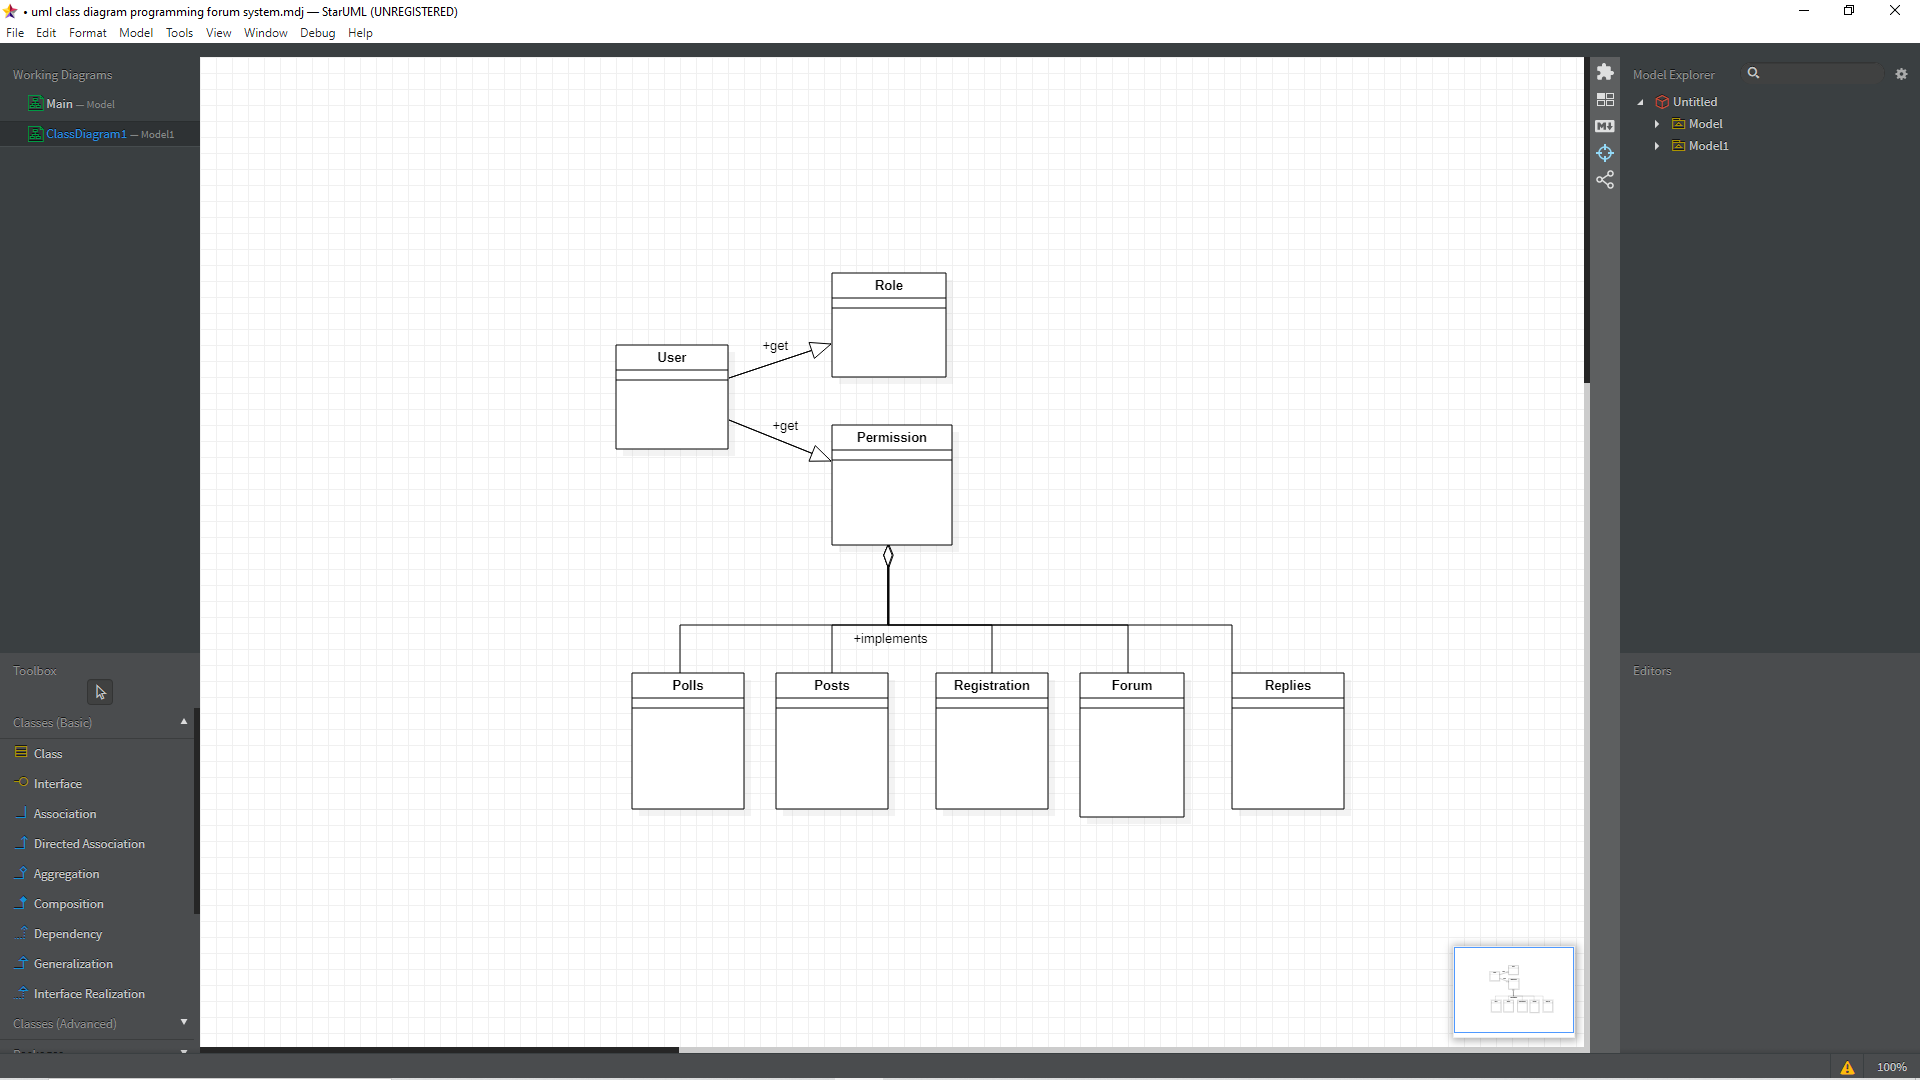 • uml class diagram programming forum system.mdj — StarUML (UNREGISTERED)
File Edit Format Model Tools View Window Debug Help
Working Diagrams
Main — Model
ClassDiagram1 — Model1
Toolbox
Classes (Basic)
Class
Interface
Association
Directed Association
Aggregation
Composition
Dependency
Generalization
Interface Realization
Classes (Advanced)
Role
User
+get
+get
Permission
+implements
Polls
Posts
Registration
Forum
Replies
Model Explorer
Untitled
Model
Model1
Editors
100%